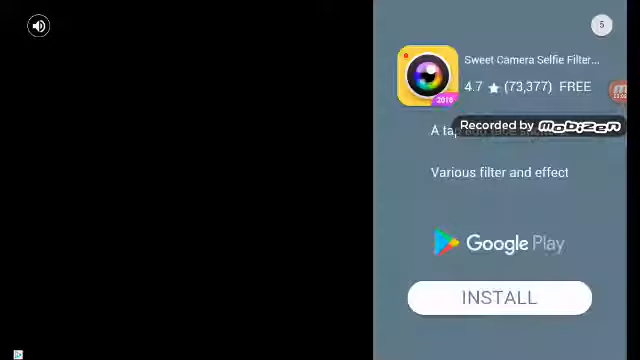 5
Sweet Camera Selfie Filter...
4.7 ★ (73,377) FREE
2018
Recorded by mobizen
A tap
Various filter and effect
Google Play
INSTALL